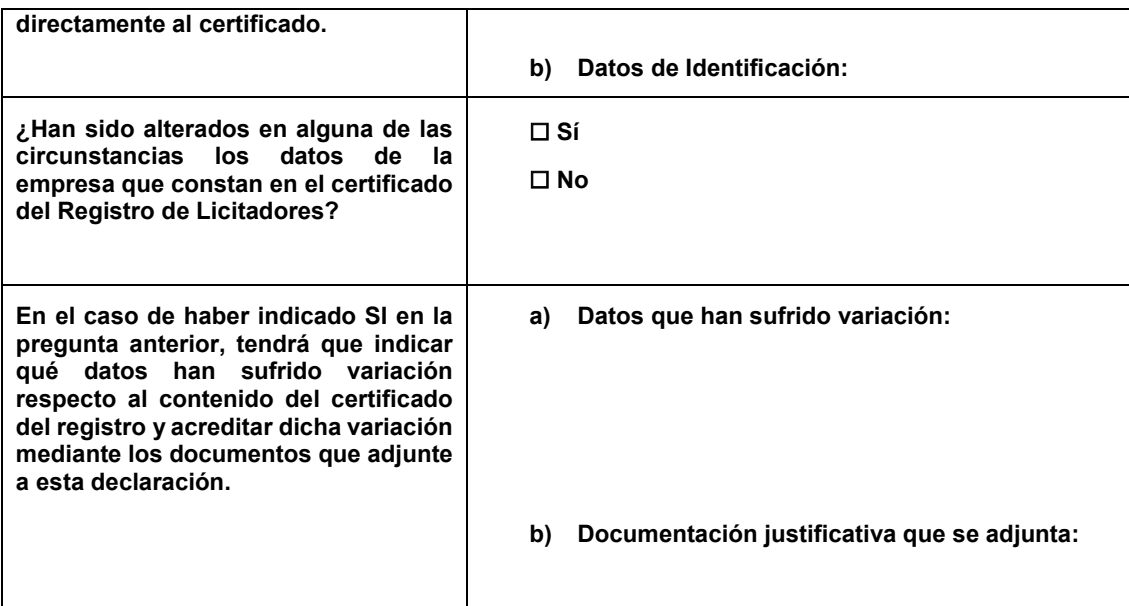 directamente al certificado.
b) Datos de Identificación:
¿Han sido alterados en alguna de las
circunstancias los datos de la
empresa que constan en el certificado
del Registro de Licitadores?
☐ Sí
☐ No
En el caso de haber indicado SI en la
pregunta anterior, tendrá que indicar
qué datos han sufrido variación
respecto al contenido del certificado
del registro y acreditar dicha variación
mediante los documentos que adjunte
a esta declaración.
a) Datos que han sufrido variación:
b) Documentación justificativa que se adjunta: